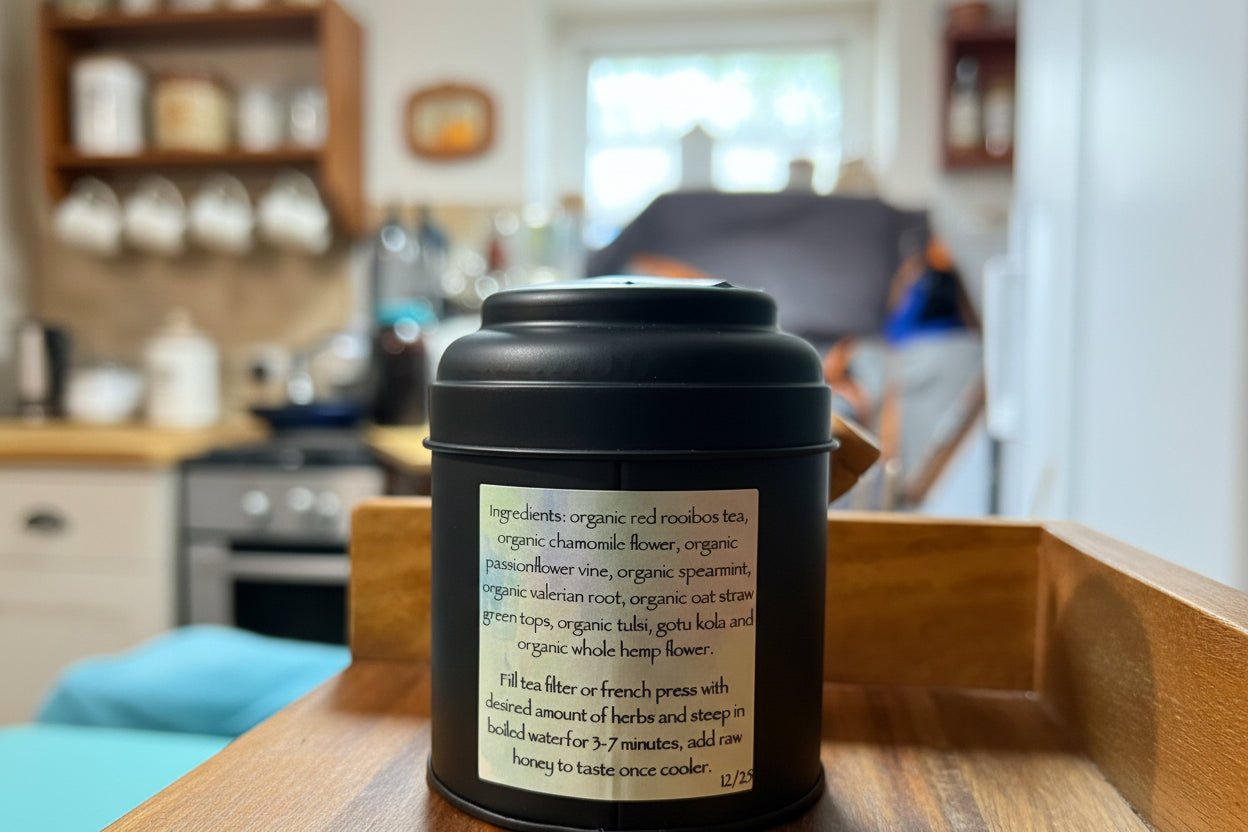 Ingredients: organic red rooibos tea,
organic chamomile flower, organic
passionflower vine, organic spearmint,
organic valerian root, organic oat straw
green tops, organic tulsi, gotu kola and
organic whole hemp flower.
Fill tea filter or french press with
desired amount of herbs and steep in
boiled waterfor 3-7 minutes, add raw
honey to taste once cooler.
12/25